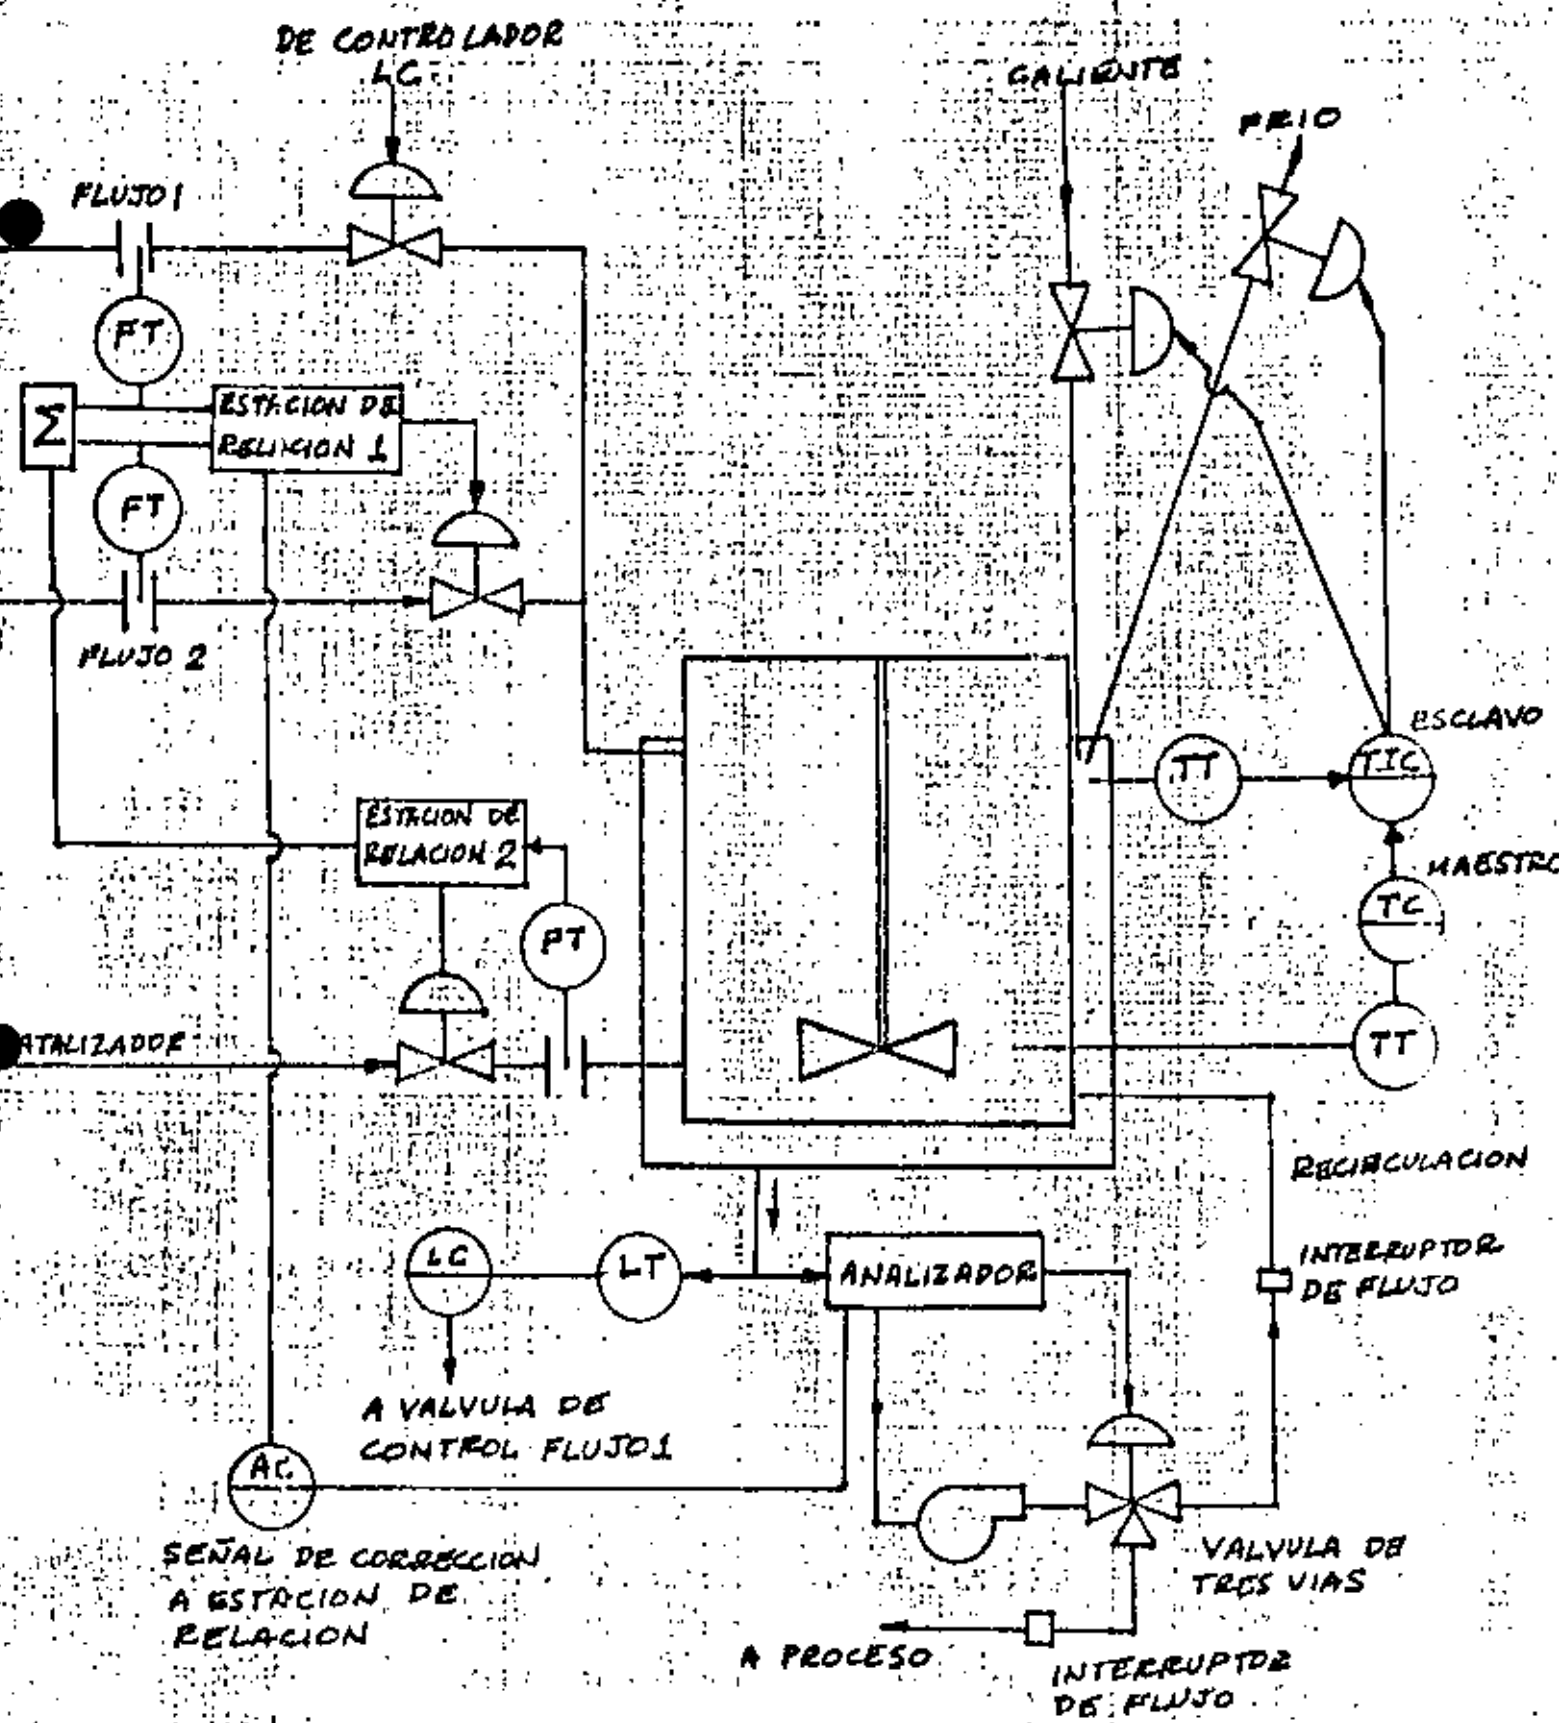 DE CONTROLADOR
LC
CALIENTE
FRIO
FLUJO 1
FT
Σ
ESTACION DE
RELACION 1
FT
FLUJO 2
ESCLAVO
TT
TIC
ESTACION DE
RELACION 2
MAESTRO
TC
FT
ATALIZADOR
TT
RECIRCULACION
LC
LT
ANALIZADOR
INTERRUPTOR
DE FLUJO
A VALVULA DE
CONTROL FLUJO 1
AC
SEÑAL DE CORRECCION
A ESTACION DE
RELACION
VALVULA DE
TRES VIAS
A PROCESO
INTERRUPTOR
DE FLUJO